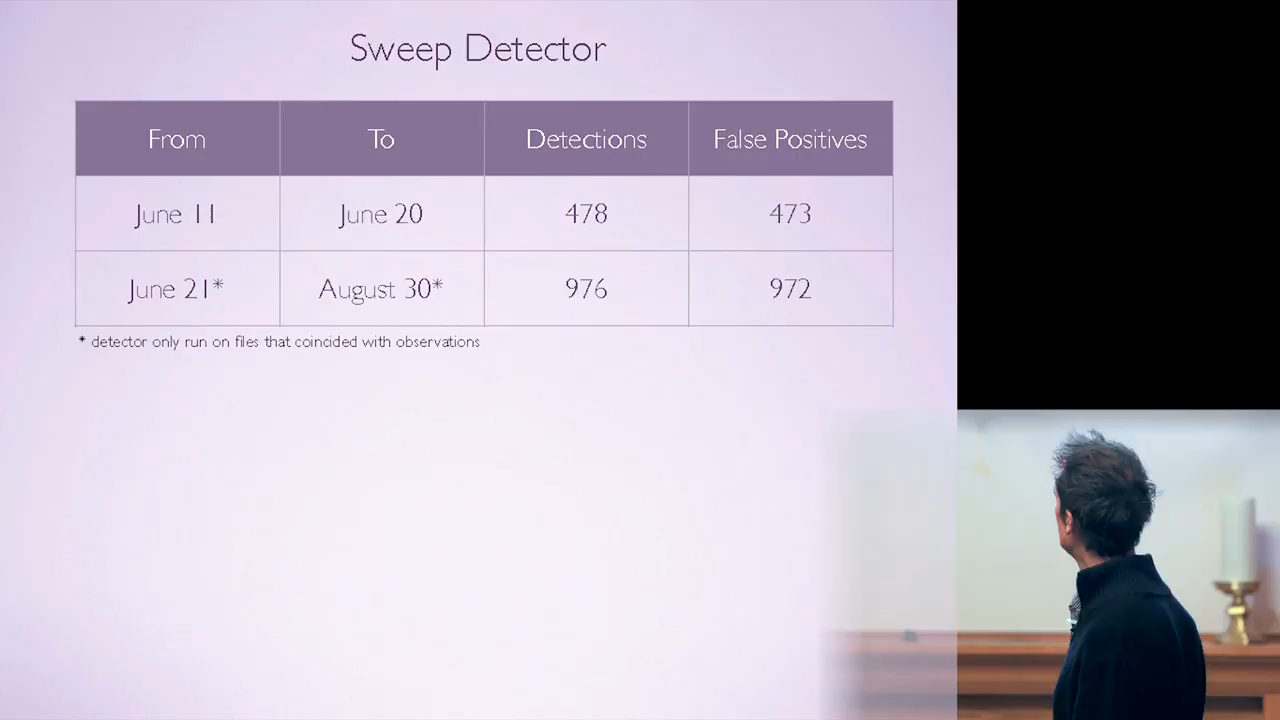 Sweep Detector
From To Detections False Positives
June 11 June 20 478 473
June 21* August 30* 976 972
* detector only run on files that coincided with observations